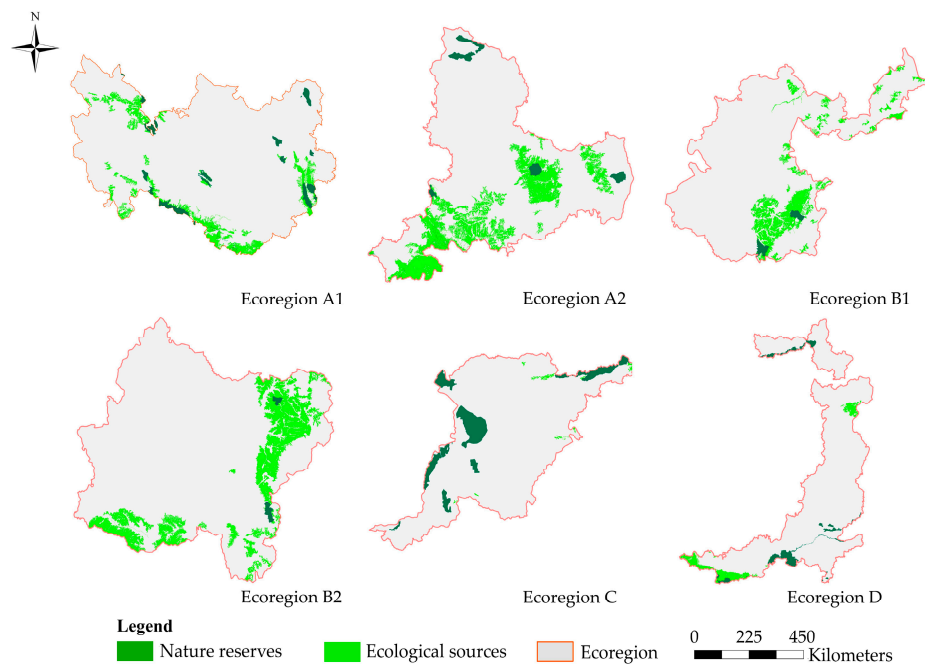 N
Ecoregion A1
Ecoregion A2
Ecoregion B1
Ecoregion B2
Ecoregion C
Ecoregion D
Legend
Nature reserves
Ecological sources
Ecoregion
0 225 450
Kilometers